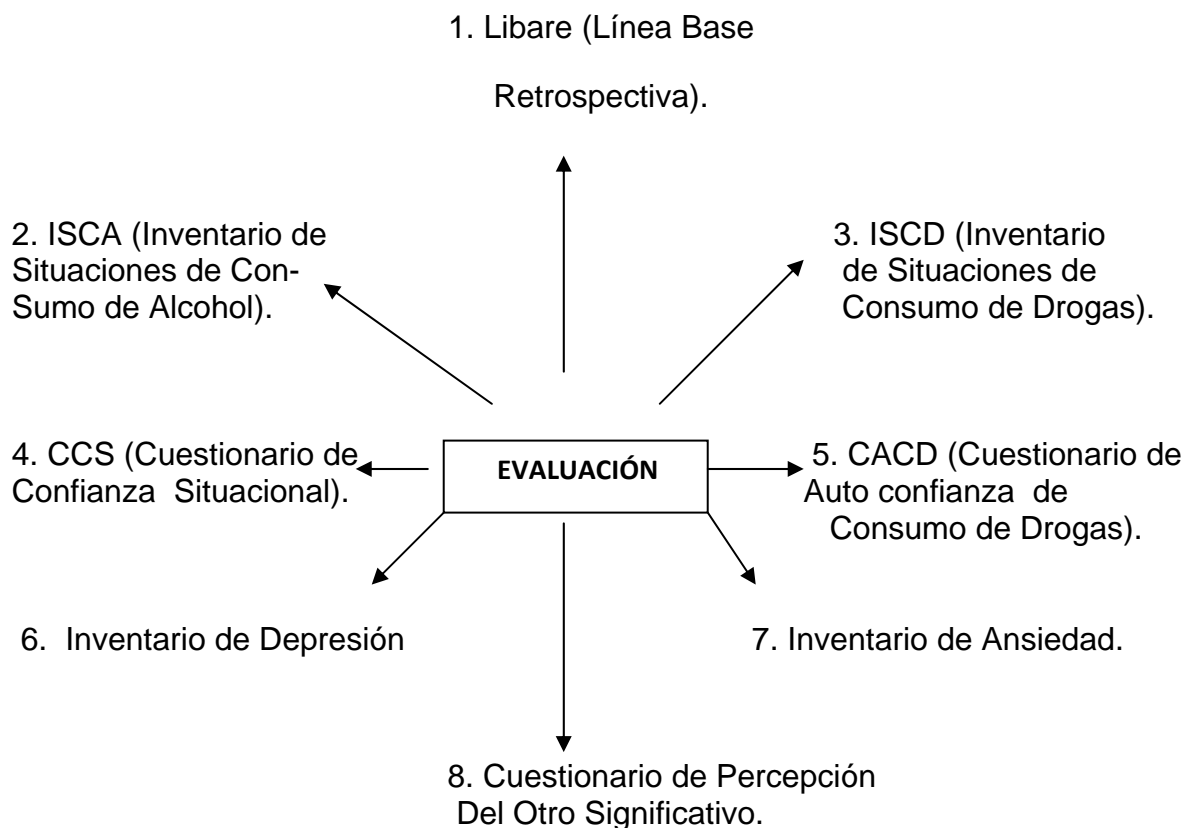 1. Libare (Línea Base
Retrospectiva).
2. ISCA (Inventario de
Situaciones de Con-
Sumo de Alcohol).
3. ISCD (Inventario
de Situaciones de
Consumo de Drogas).
4. CCS (Cuestionario de
Confianza Situacional).
EVALUACIÓN
5. CACD (Cuestionario de
Auto confianza de
Consumo de Drogas).
6. Inventario de Depresión
7. Inventario de Ansiedad.
8. Cuestionario de Percepción
Del Otro Significativo.